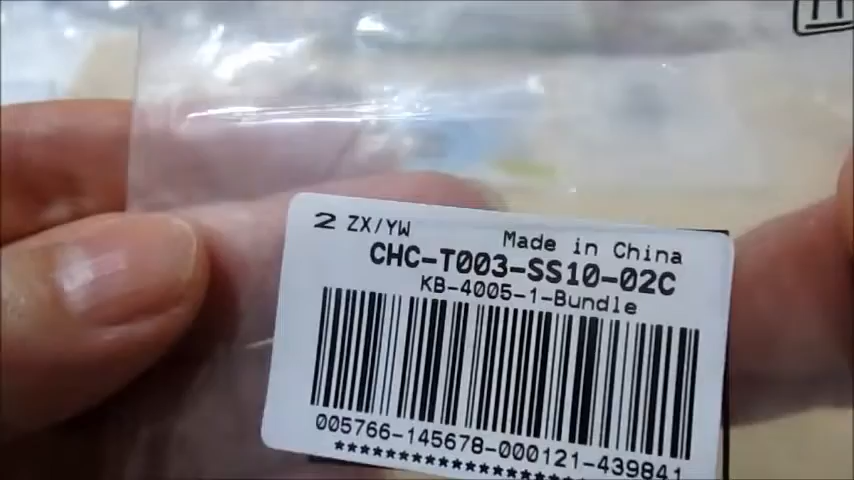 2 ZX/YW Made in China
CHC-T003-SS10-02C
KB-4005-1-Bundle
005766-145678-000121-439841